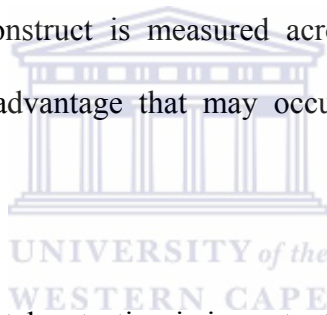 onstruct is measured acro
advantage that may occu
UNIVERSITY of the
WESTERN CAPE